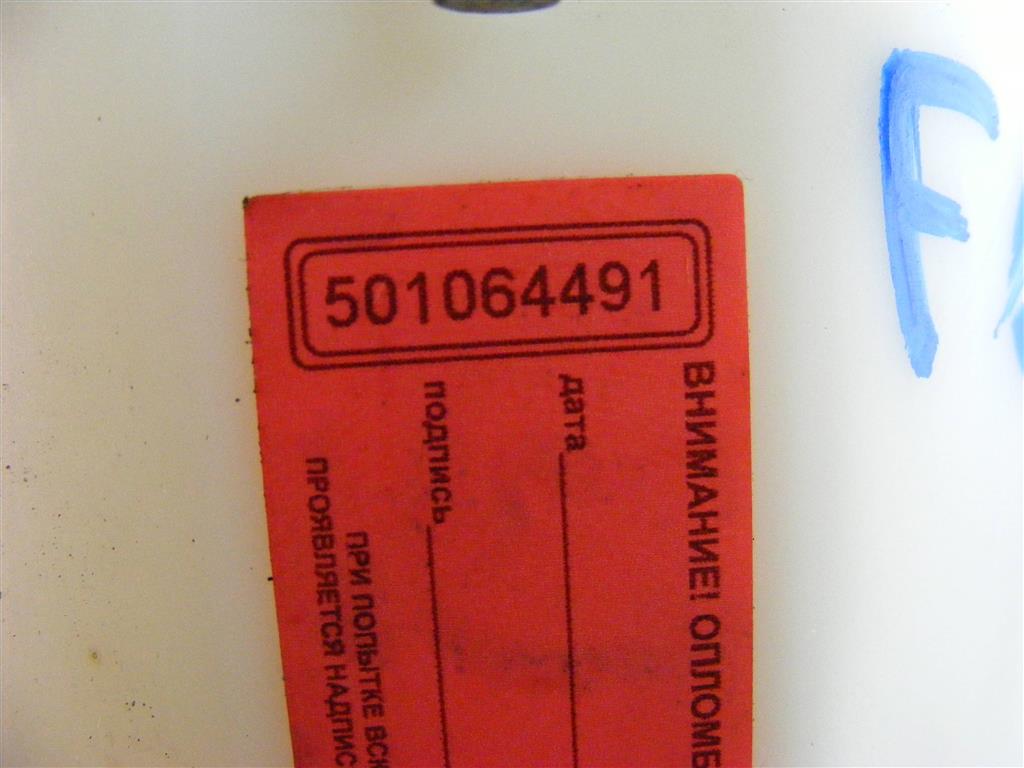 501064491
ВНИМАНИЕ! ОПЛОМБ
дата
подпись
ПРИ ПОПЫТКЕ ВСК
ПРОЯВЛЯЕТСЯ НАДПИС
F